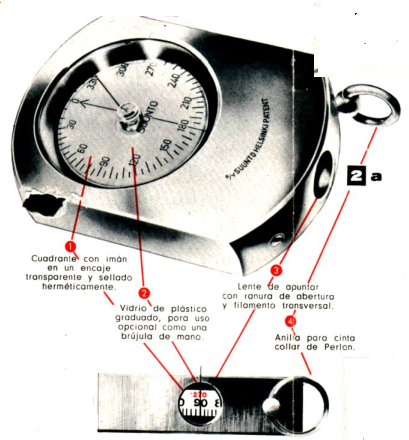 300
270
330
240
0
210
30
SUUNTO
180
60
150
90
120
SUUNTO HELSINKI PATENT
2 a
1
Cuadrante con imán
en un encaje
transparente y sellado
herméticamente.
2
Vidrio de plástico
graduado, para uso
opcional como una
brújula de mano.
3
Lente de apuntar
con ranura de abertura
y filamento transversal.
4
Anilla para cinta
collar de Perlon.
270
90